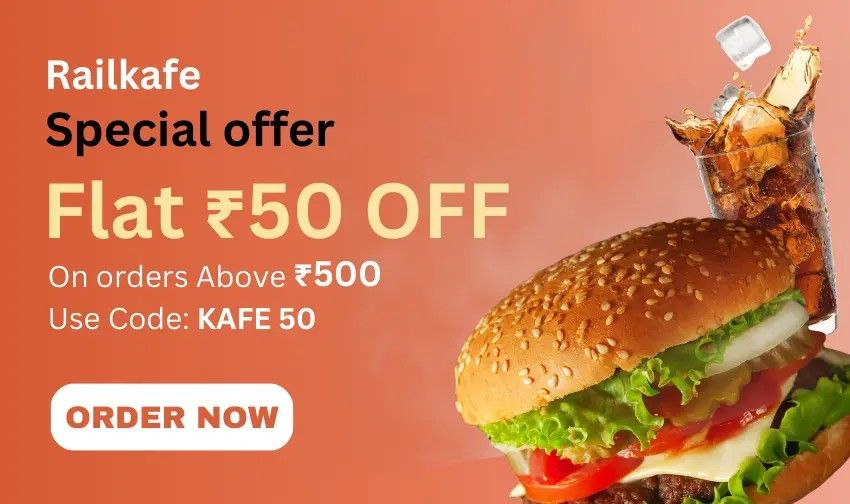 Railkafe
Special offer
Flat ₹50 OFF
On orders Above ₹500
Use Code: KAFE 50
ORDER NOW